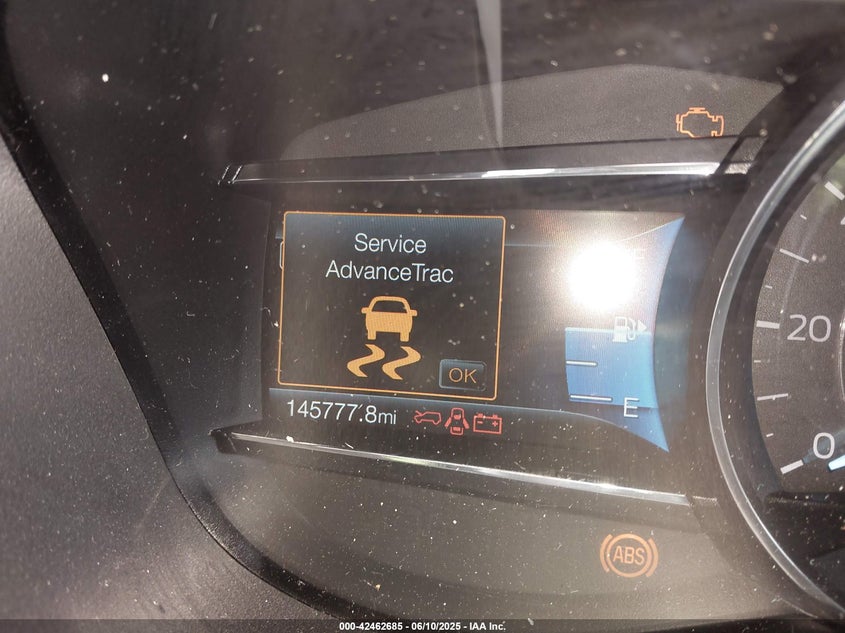 Service
AdvanceTrac
OK
145777.8mi
E
20
0
ABS
000-42462685 - 06/10/2025 - IAA Inc.